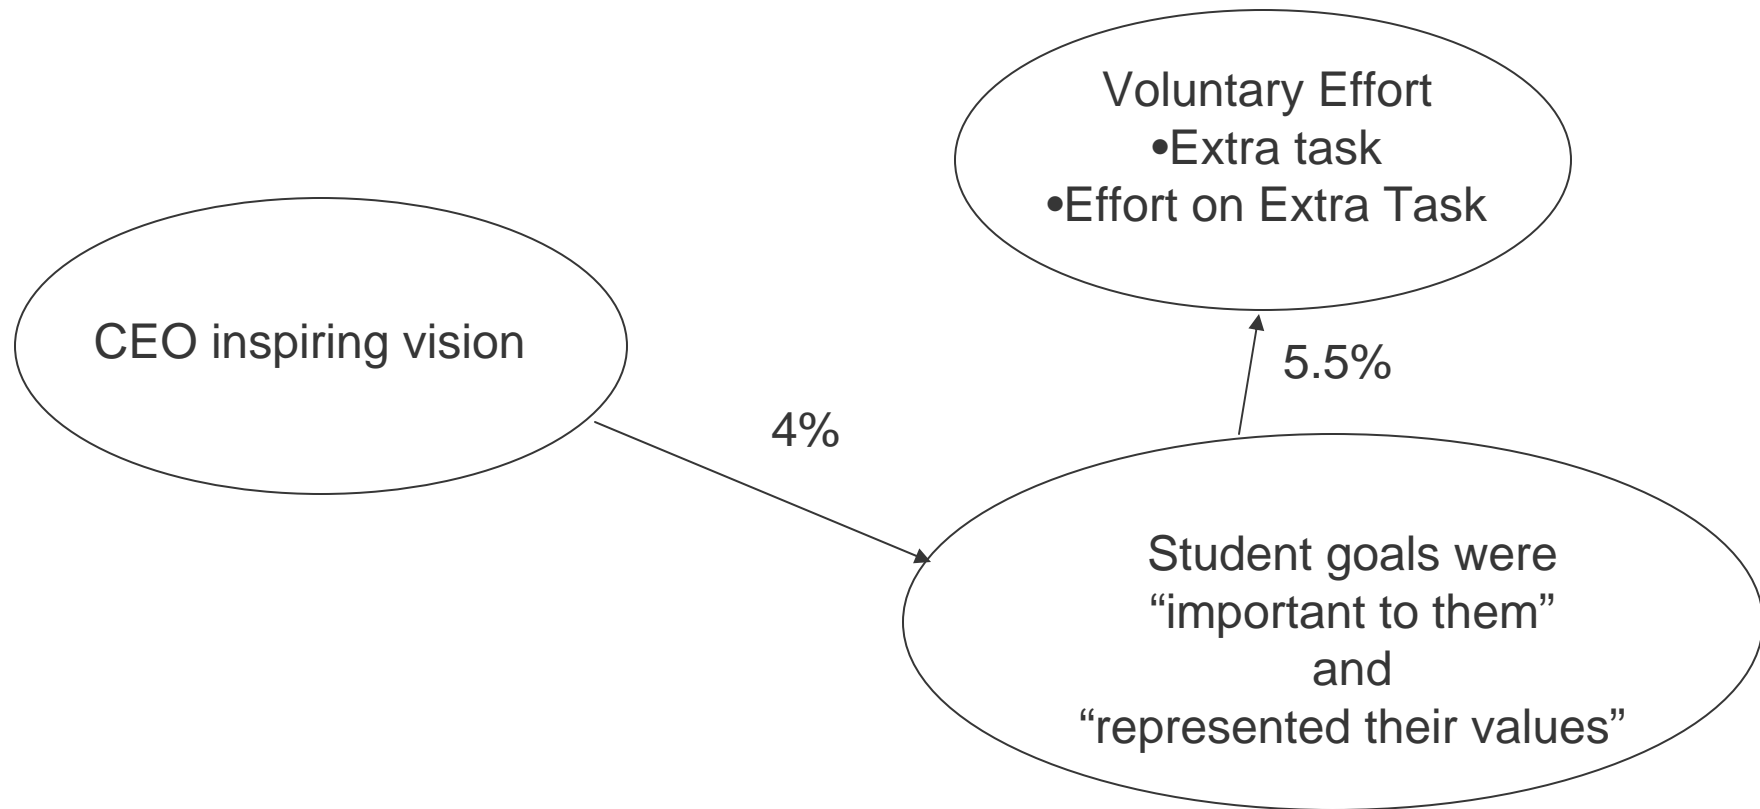 Voluntary Effort
•Extra task
•Effort on Extra Task
CEO inspiring vision
5.5%
4%
Student goals were
“important to them”
and
“represented their values”